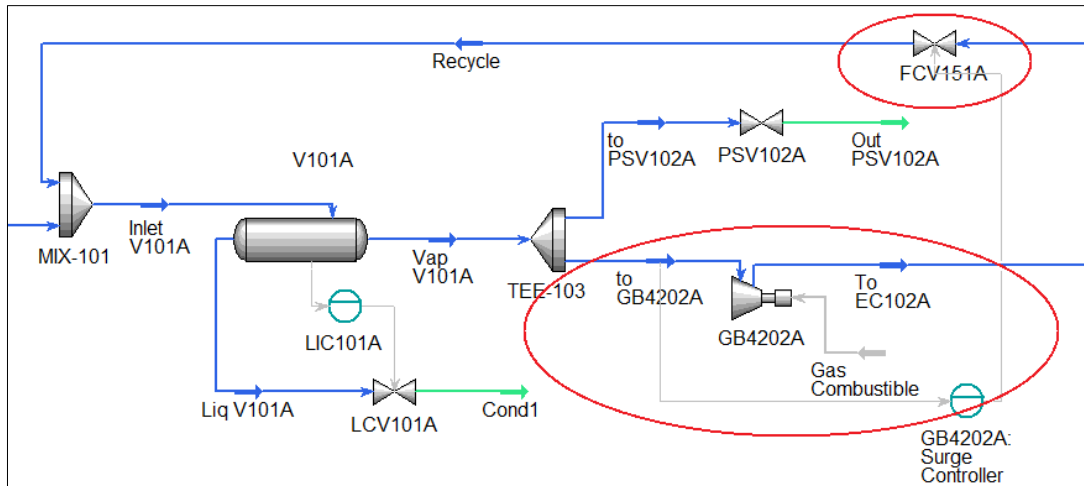 Recycle
FCV151A
to
PSV102A
PSV102A
Out
PSV102A
V101A
MIX-101
Inlet
V101A
Vap
V101A
TEE-103
to
GB4202A
GB4202A
To
EC102A
Gas
Combustible
LIC101A
Liq V101A
LCV101A
Cond1
GB4202A:
Surge
Controller